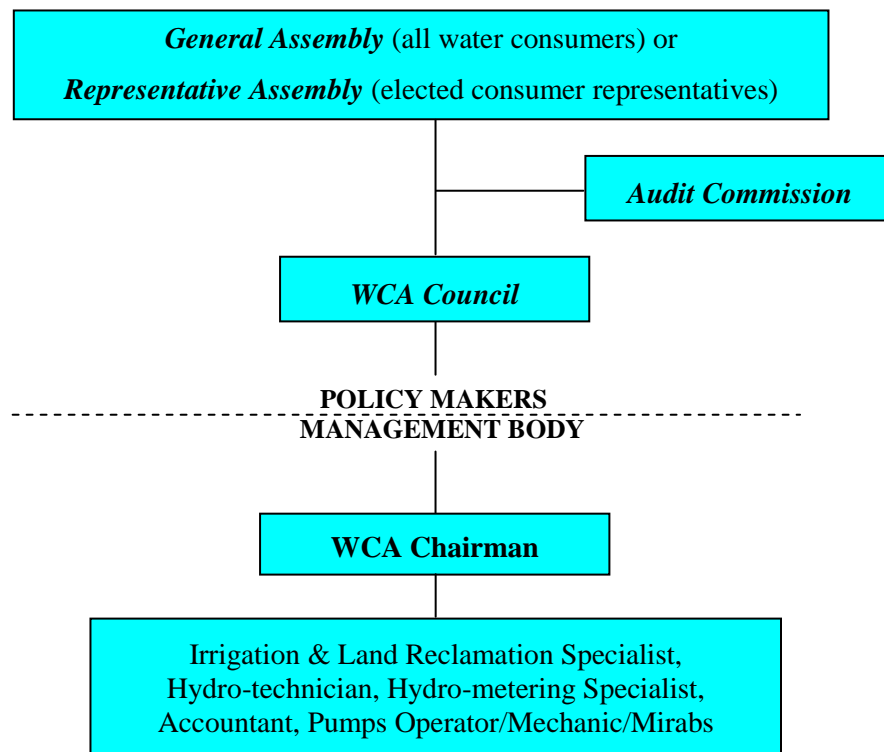 General Assembly (all water consumers) or
Representative Assembly (elected consumer representatives)
Audit Commission
WCA Council
POLICY MAKERS
MANAGEMENT BODY
WCA Chairman
Irrigation & Land Reclamation Specialist,
Hydro-technician, Hydro-metering Specialist,
Accountant, Pumps Operator/Mechanic/Mirabs